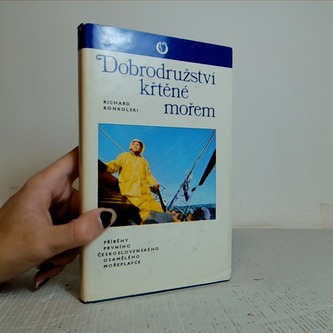 Dobrodružství
křtěné
mořem
RICHARD
KONKOLSKI
PŘÍBĚHY
PRVNÍHO
ČESKOSLOVENSKÉHO
OSAMĚLÉHO
MOŘEPLAVCE